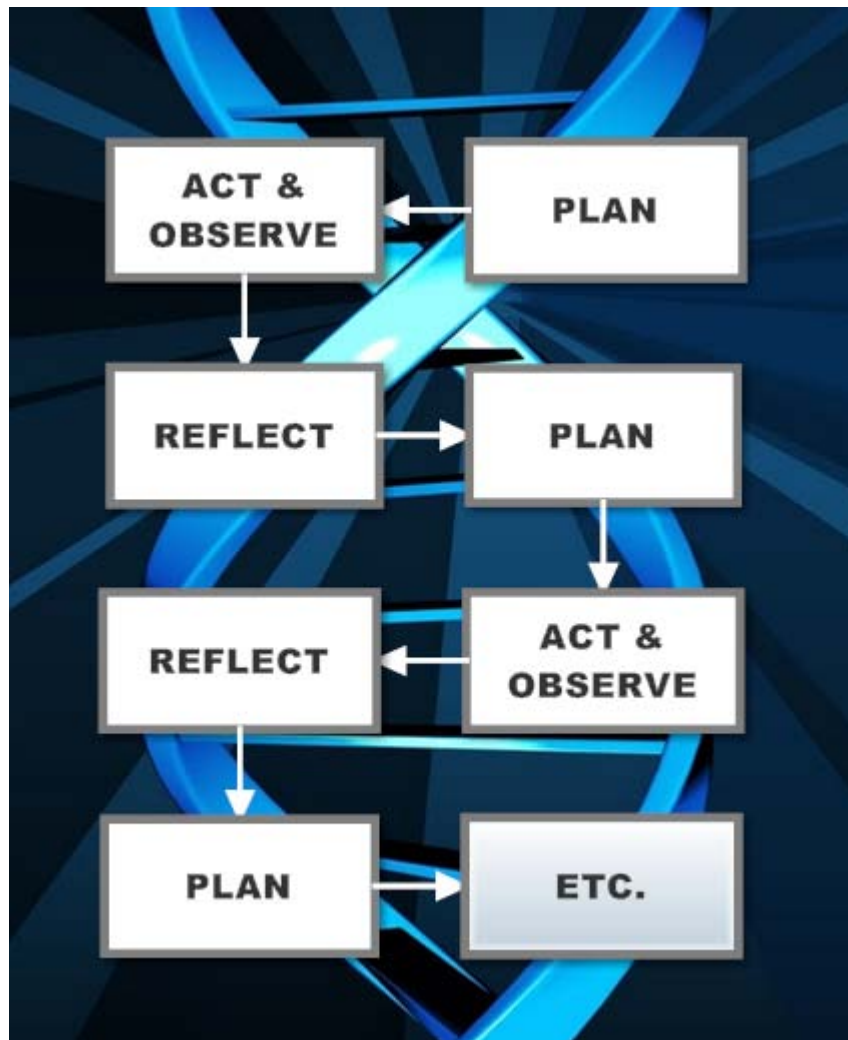 ACT &
OBSERVE
PLAN
REFLECT
PLAN
REFLECT
ACT &
OBSERVE
PLAN
ETC.